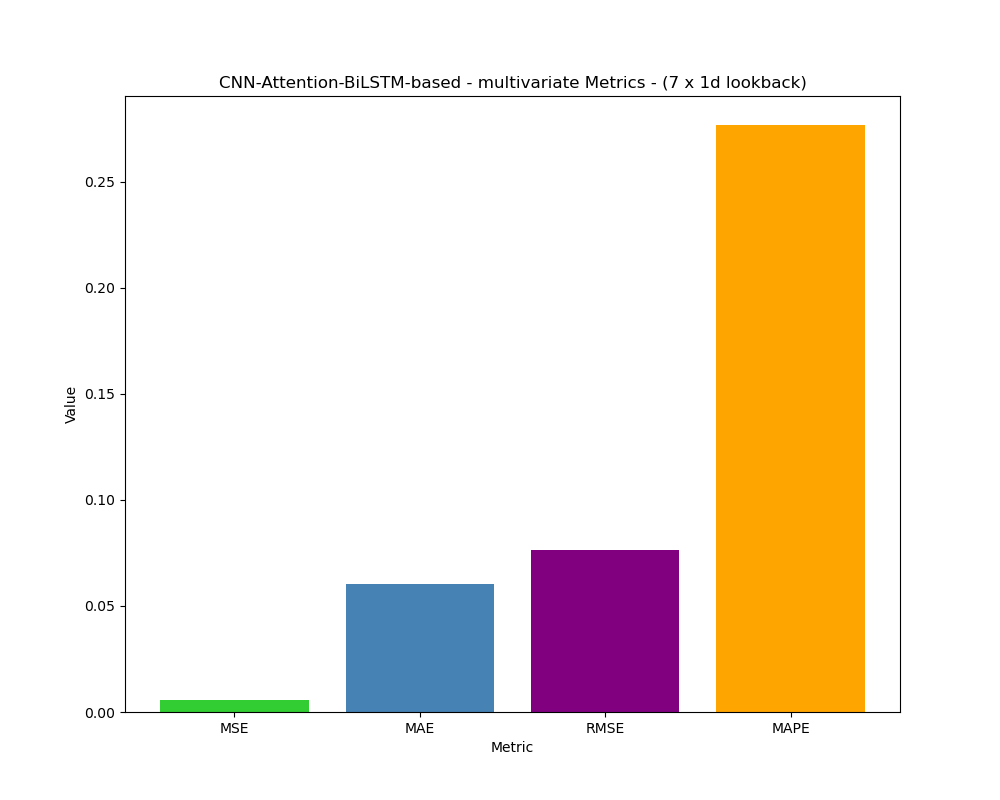 CNN-Attention-BiLSTM-based - multivariate Metrics - (7 x 1d lookback)
0.25
0.20
0.15
0.10
0.05
0.00
Value
MSE MAE RMSE MAPE
Metric